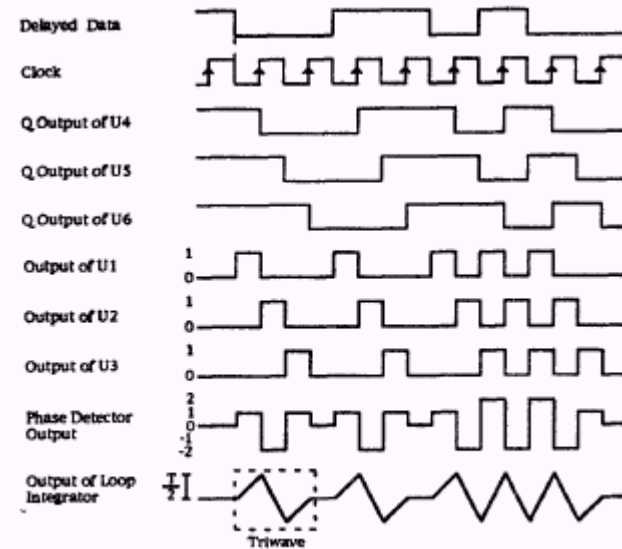 Delayed Data
Clock
Q Output of U4
Q Output of U5
Q Output of U6
Output of U1
1
0
Output of U2
1
0
Output of U3
1
0
Phase Detector
Output
2
1
0
-1
-2
Output of Loop
Integrator
T
2
Triwave